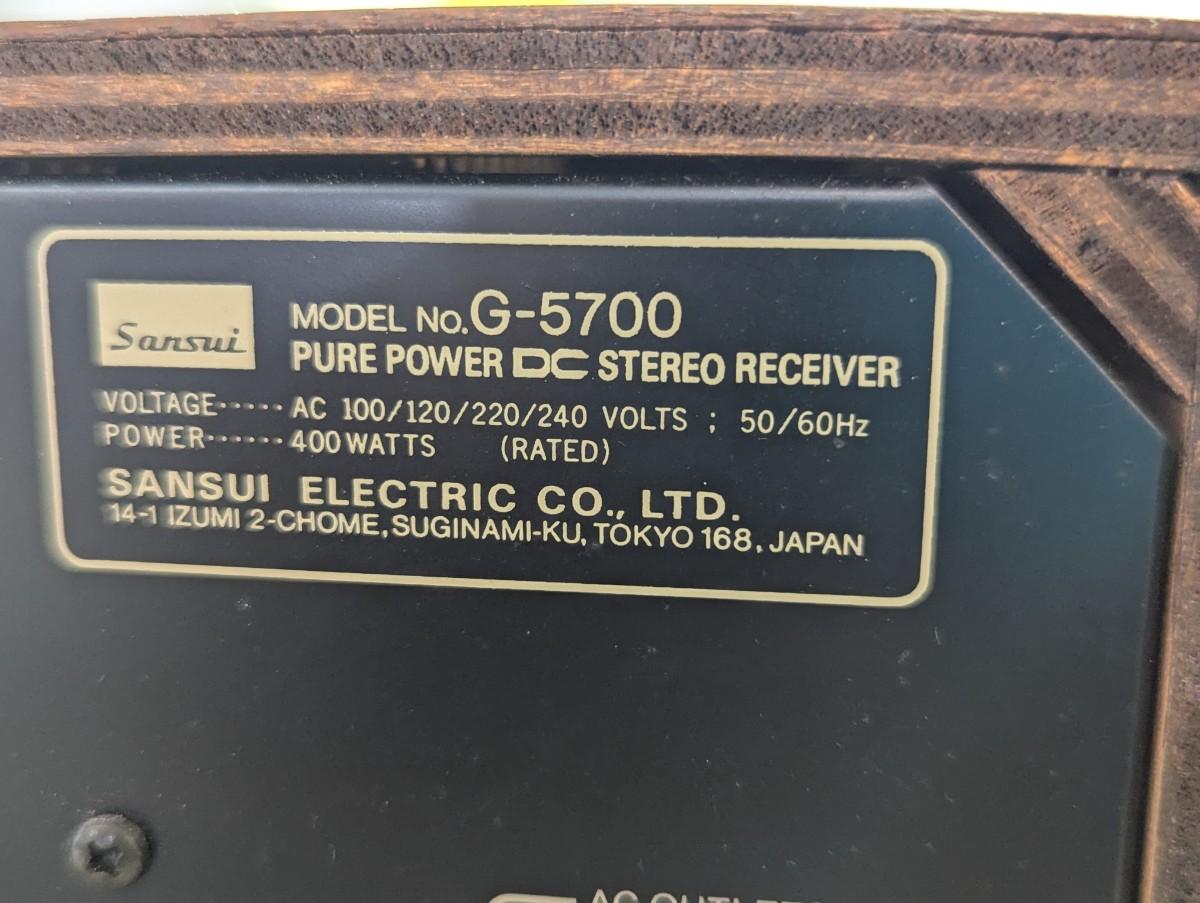 Sansui
MODEL No. G-5700
PURE POWER DC STEREO RECEIVER
VOLTAGE····· AC 100/120/220/240 VOLTS ; 50/60Hz
POWER······ 400 WATTS (RATED)
SANSUI ELECTRIC CO., LTD.
14-1 IZUMI 2-CHOME, SUGINAMI-KU, TOKYO 168, JAPAN